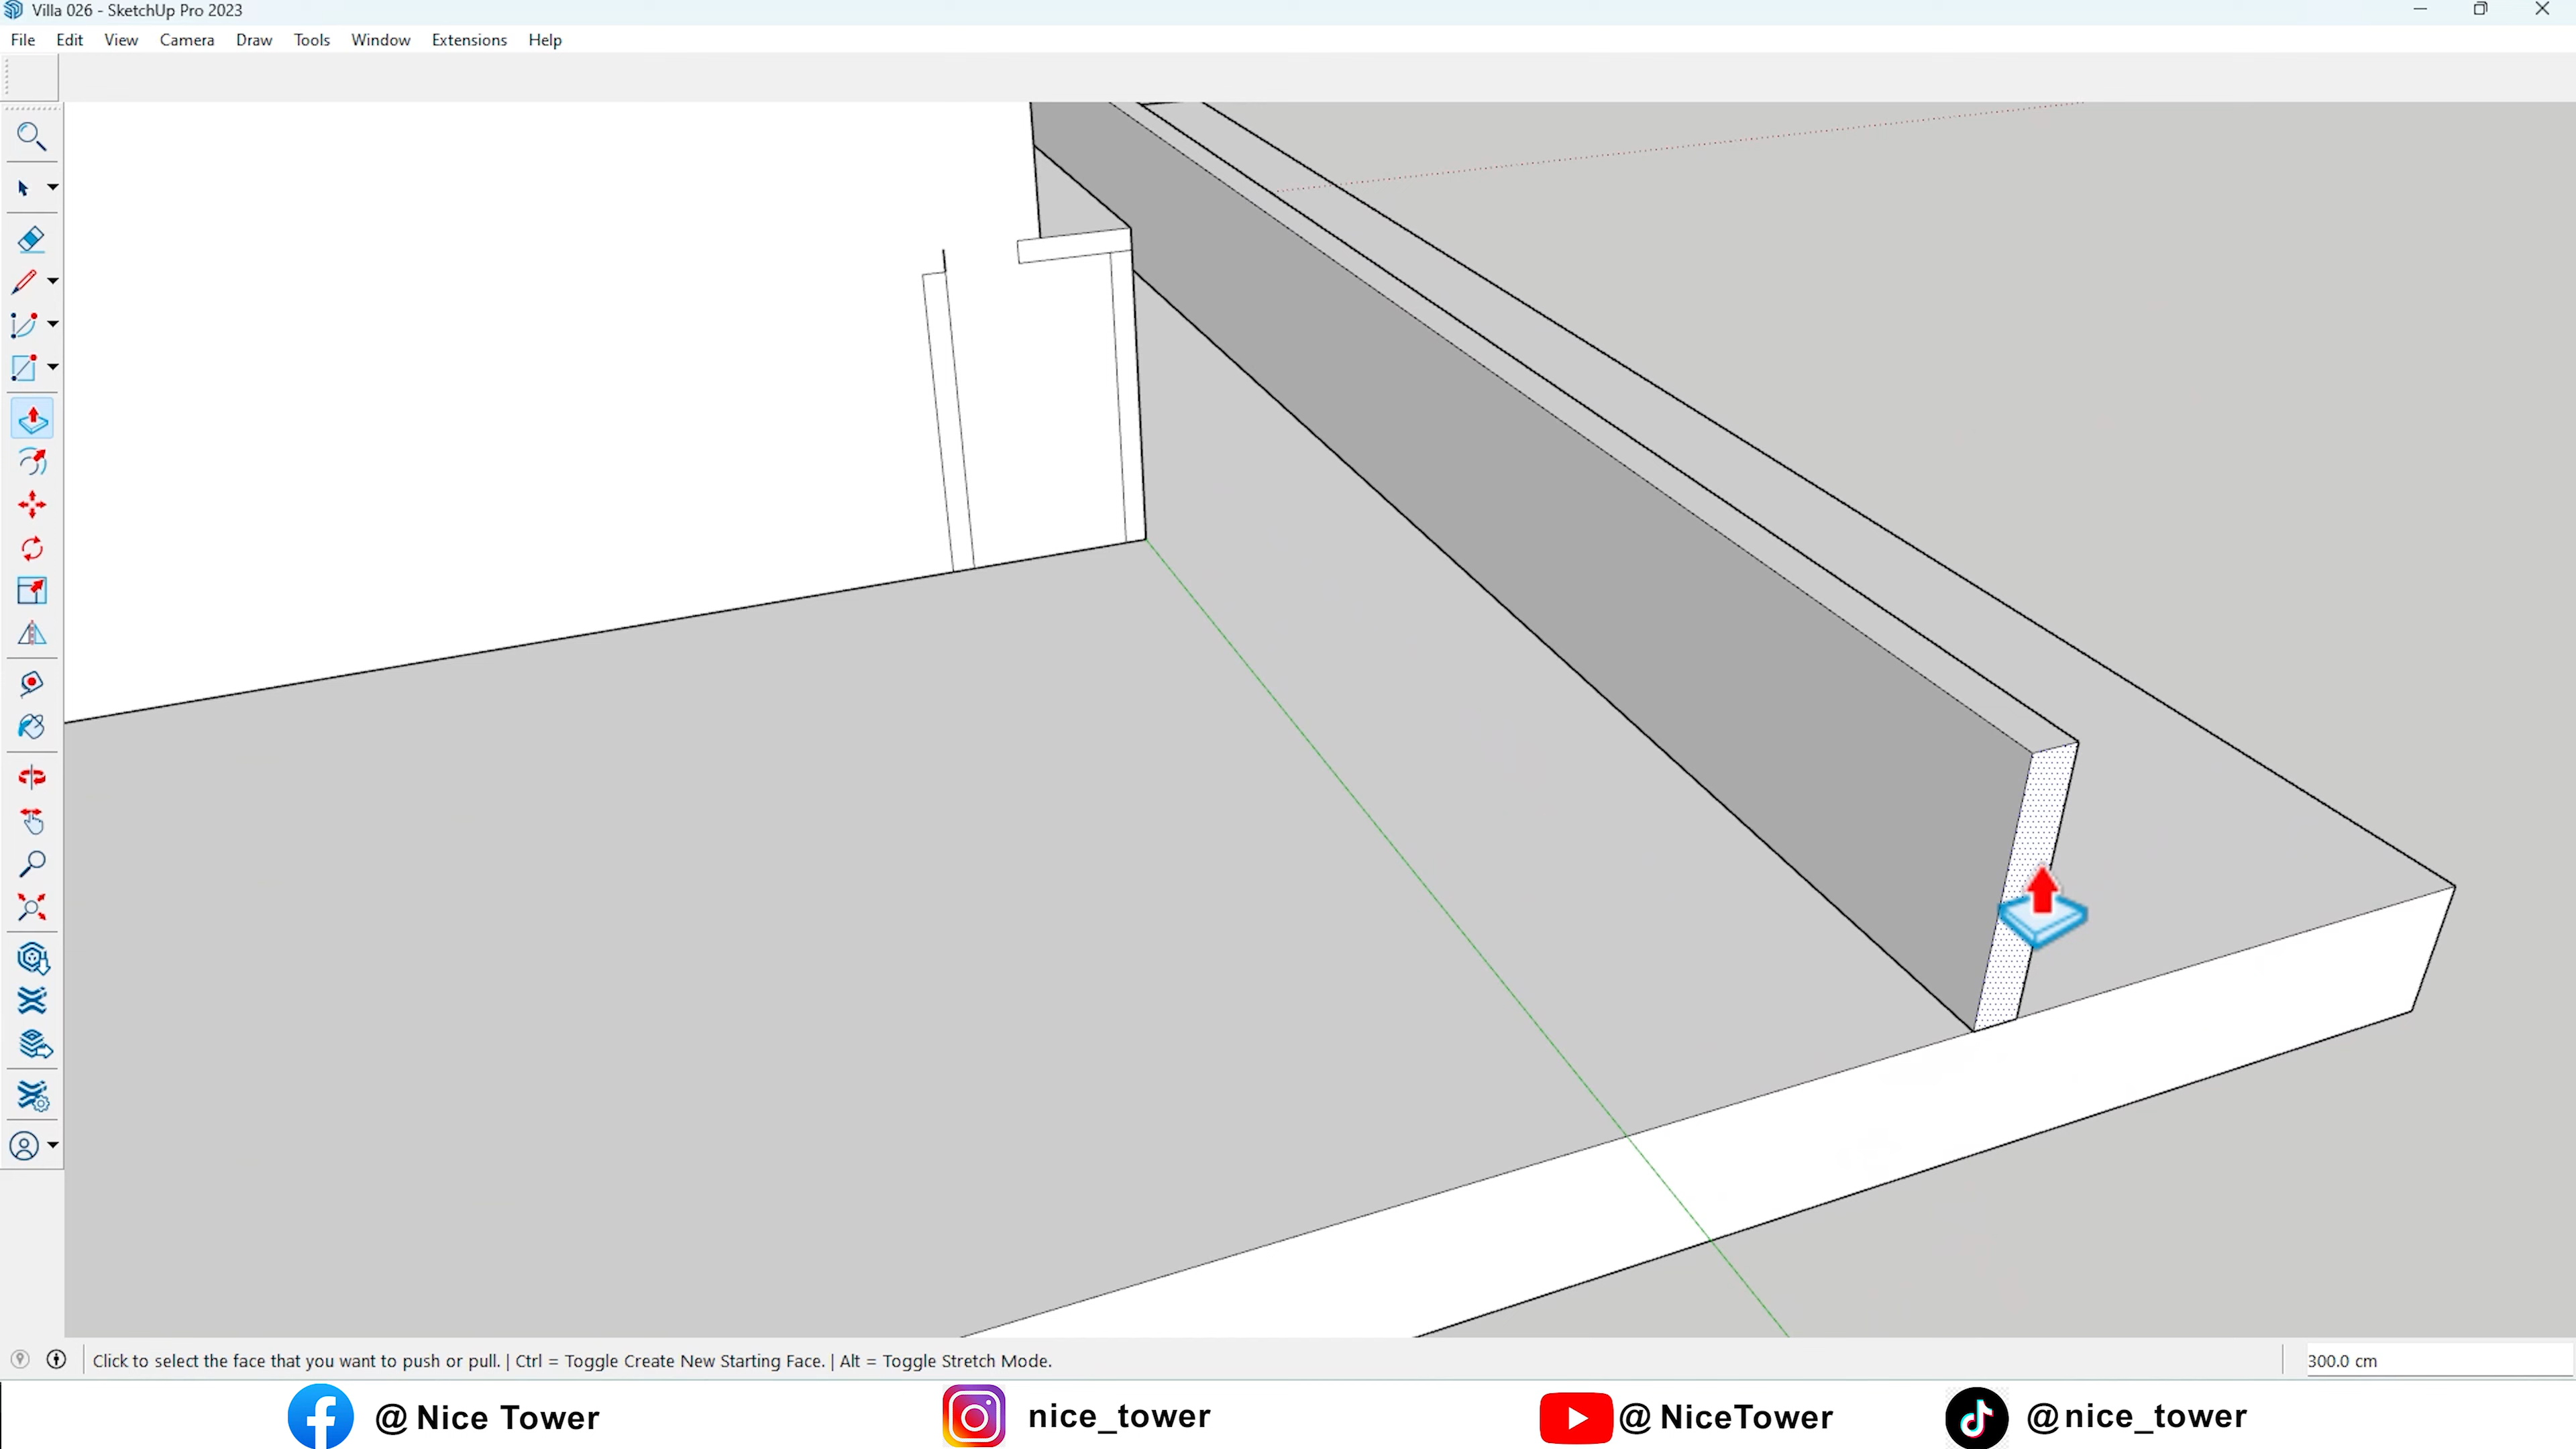 Villa 026 - SketchUp Pro 2023
File Edit View Camera Draw Tools Window Extensions Help
Click to select the face that you want to push or pull. | Ctrl = Toggle Create New Starting Face. | Alt = Toggle Stretch Mode.
300.0 cm
@ Nice Tower
nice_tower
@ NiceTower
@nice_tower